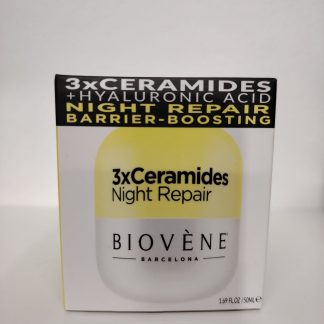 3xCERAMIDES
+HYALURONIC ACID
NIGHT REPAIR
BARRIER-BOOSTING
3xCeramides
Night Repair
BIOVÈNE
BARCELONA
1.69 FL.OZ / 50ML ℮